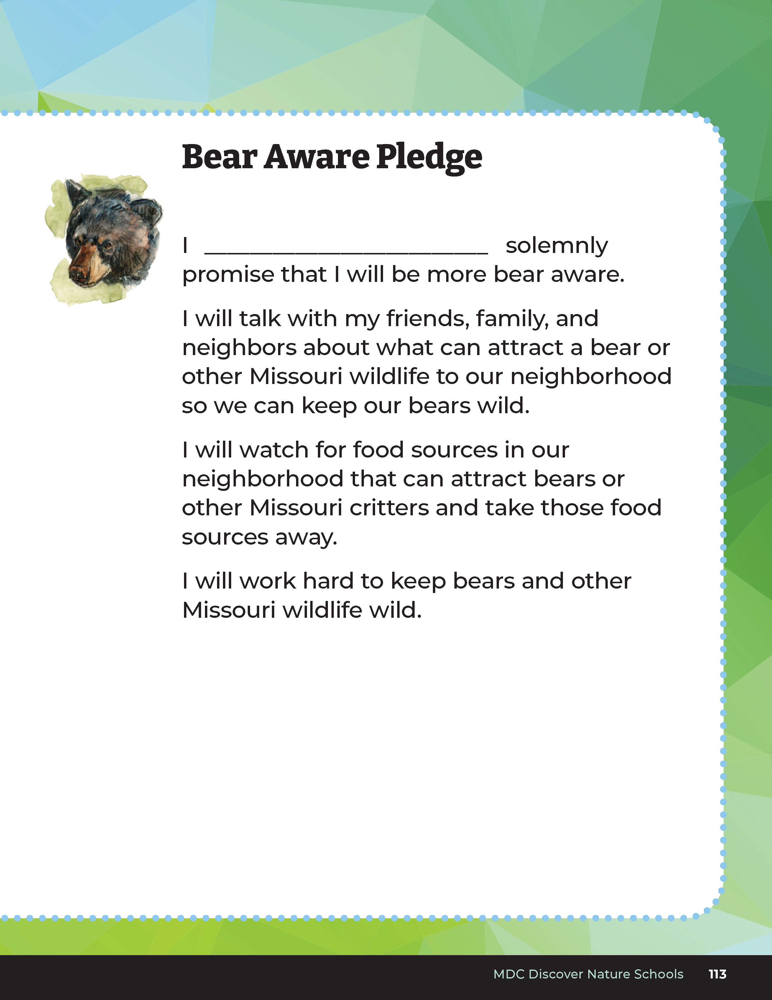 Bear Aware Pledge
I _________________________ solemnly
promise that I will be more bear aware.
I will talk with my friends, family, and
neighbors about what can attract a bear or
other Missouri wildlife to our neighborhood
so we can keep our bears wild.
I will watch for food sources in our
neighborhood that can attract bears or
other Missouri critters and take those food
sources away.
I will work hard to keep bears and other
Missouri wildlife wild.
MDC Discover Nature Schools 113